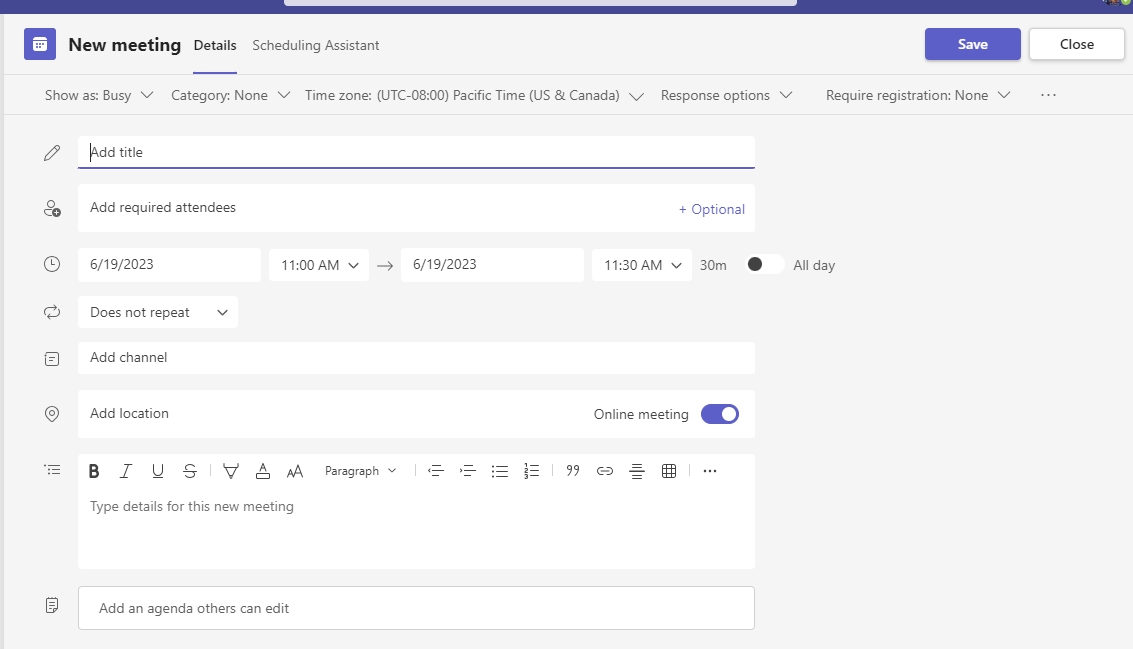 New meeting Details Scheduling Assistant Save Close
Show as: Busy Category: None Time zone: (UTC-08:00) Pacific Time (US & Canada) Response options Require registration: None ...
Add title
Add required attendees + Optional
6/19/2023 11:00 AM → 6/19/2023 11:30 AM 30m All day
Does not repeat
Add channel
Add location Online meeting
B I U S A AA Paragraph ...
Type details for this new meeting
Add an agenda others can edit